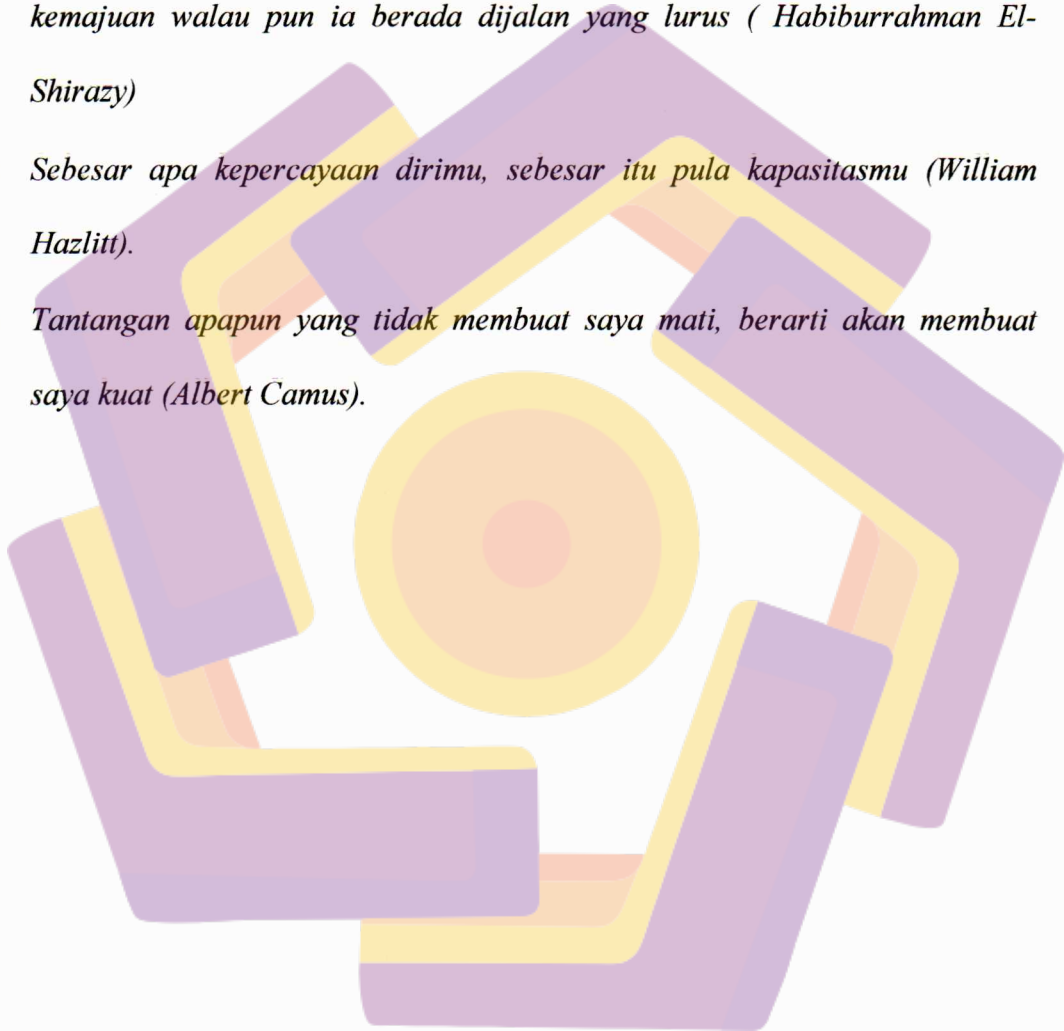 kemajuan walau pun ia berada dijalan yang lurus ( Habiburrahman El-
Shirazy)
Sebesar apa kepercayaan dirimu, sebesar itu pula kapasitasmu (William
Hazlitt).
Tantangan apapun yang tidak membuat saya mati, berarti akan membuat
saya kuat (Albert Camus).